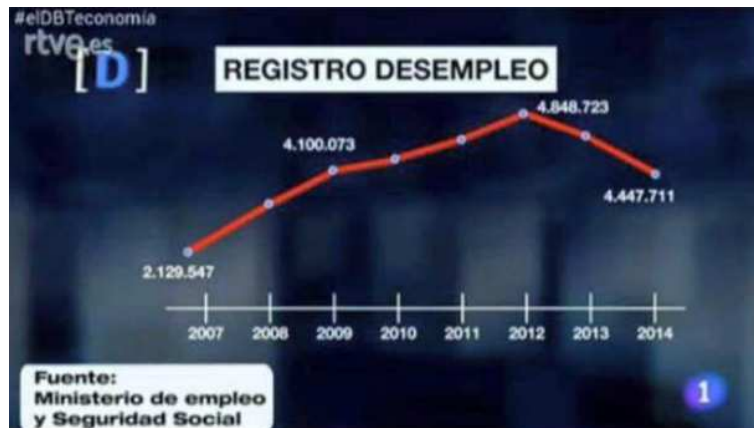 #elDBTeconomía
rtve.es
[D]
REGISTRO DESEMPLEO
4.848.723
4.100.073
4.447.711
2.129.547
2007 2008 2009 2010 2011 2012 2013 2014
Fuente:
Ministerio de empleo
y Seguridad Social
1